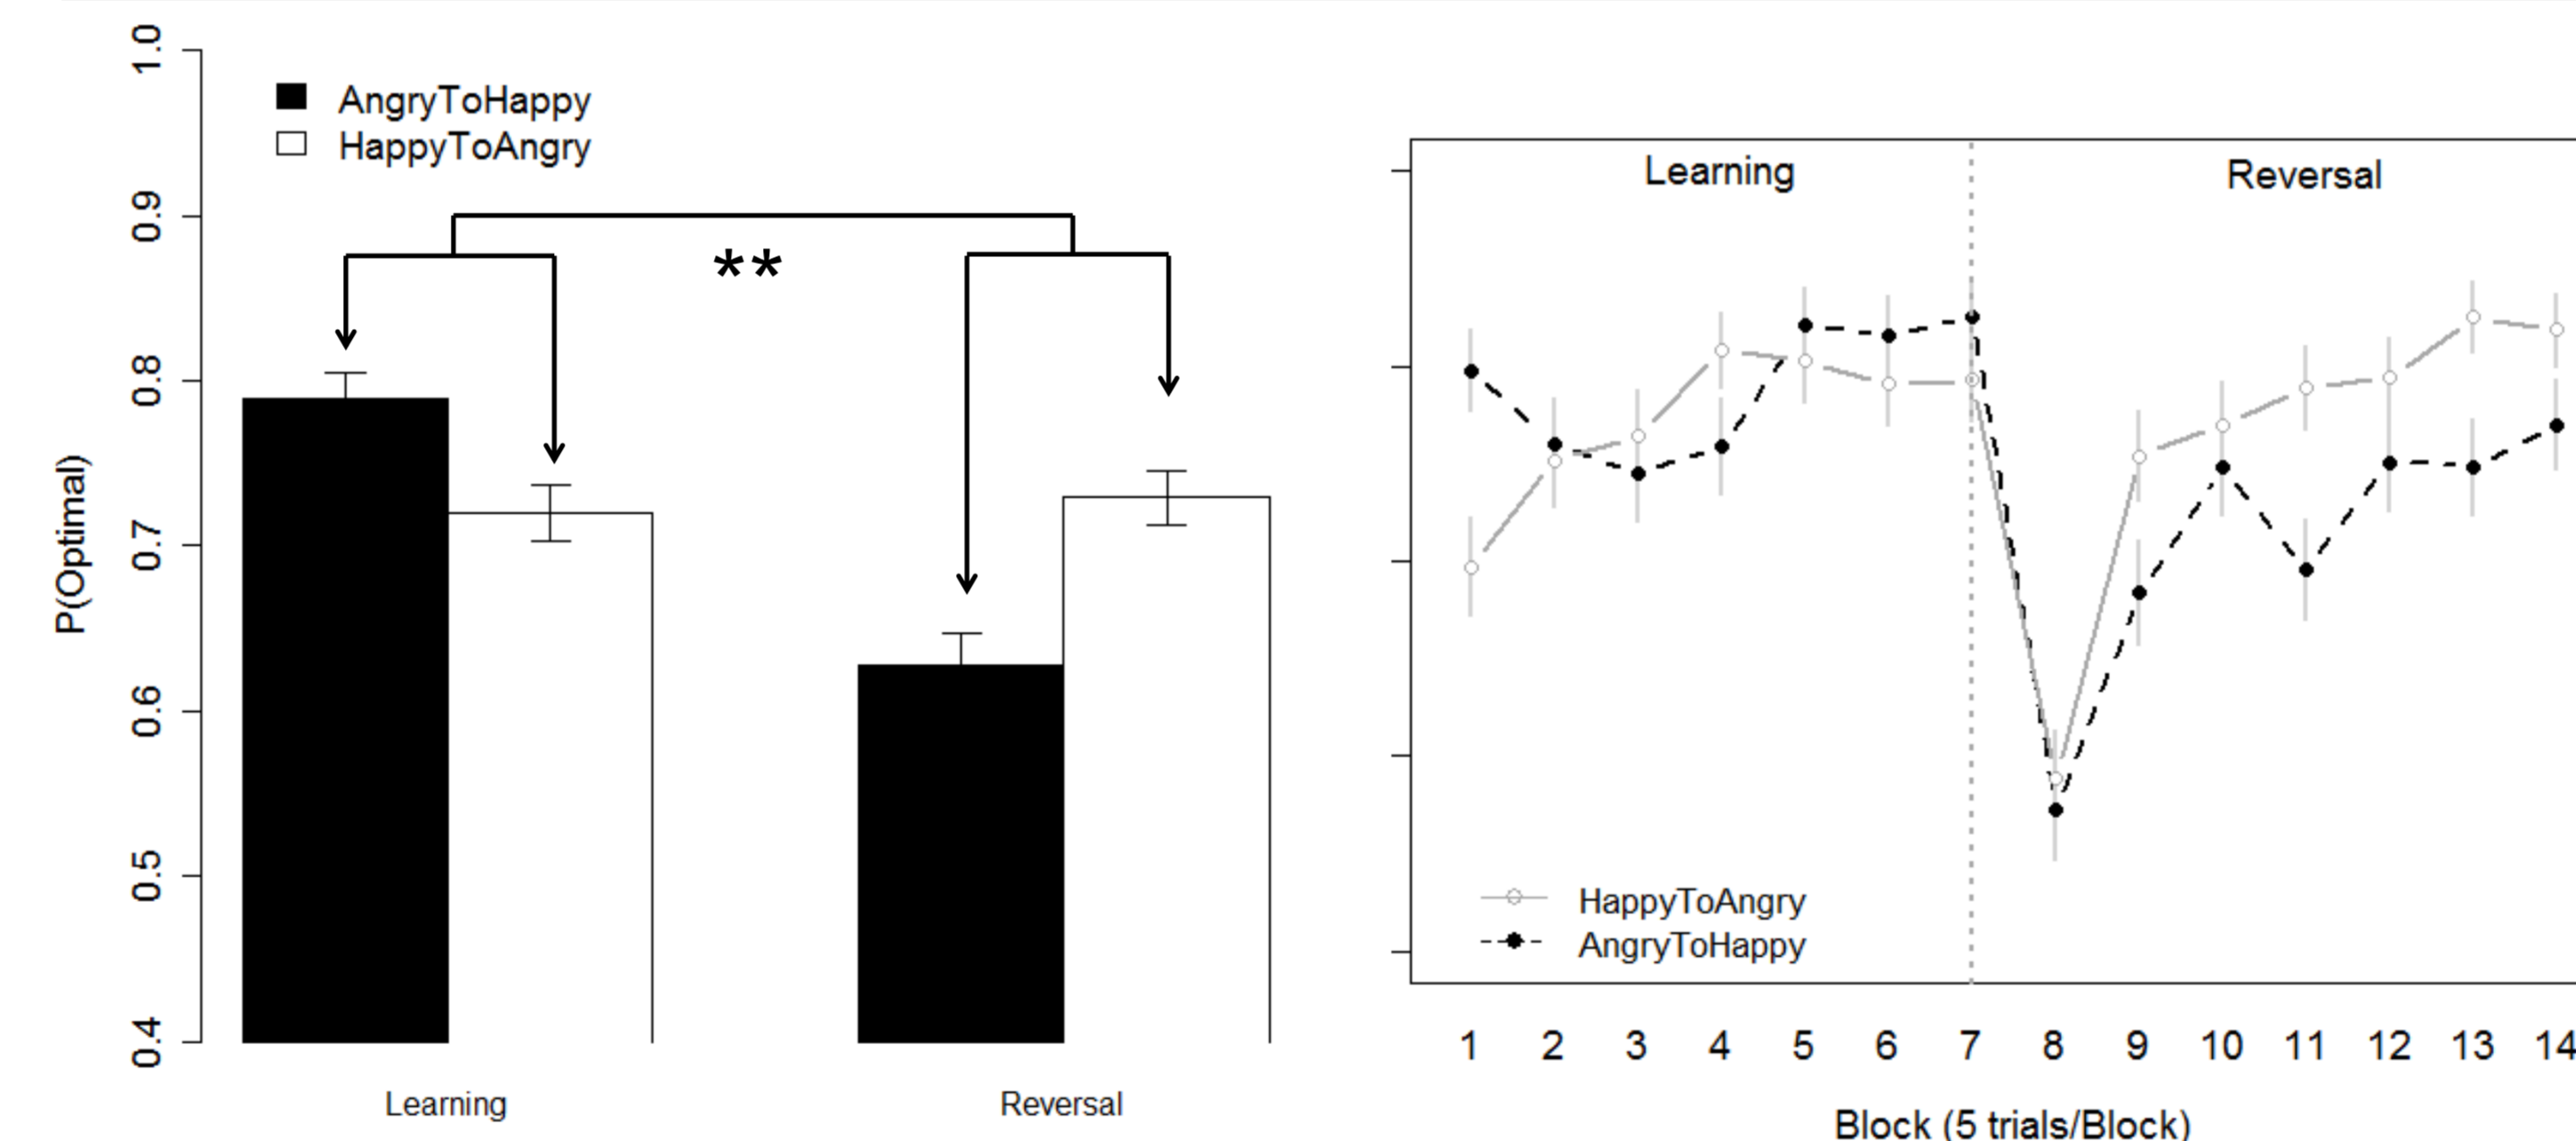 1.0
0.9
0.8
0.7
0.6
0.5
0.4
P(Optimal)
AngryToHappy
HappyToAngry
**
Learning
Reversal
Learning
Reversal
HappyToAngry
AngryToHappy
1 2 3 4 5 6 7 8 9 10 11 12 13 14
Block (5 trials/Block)